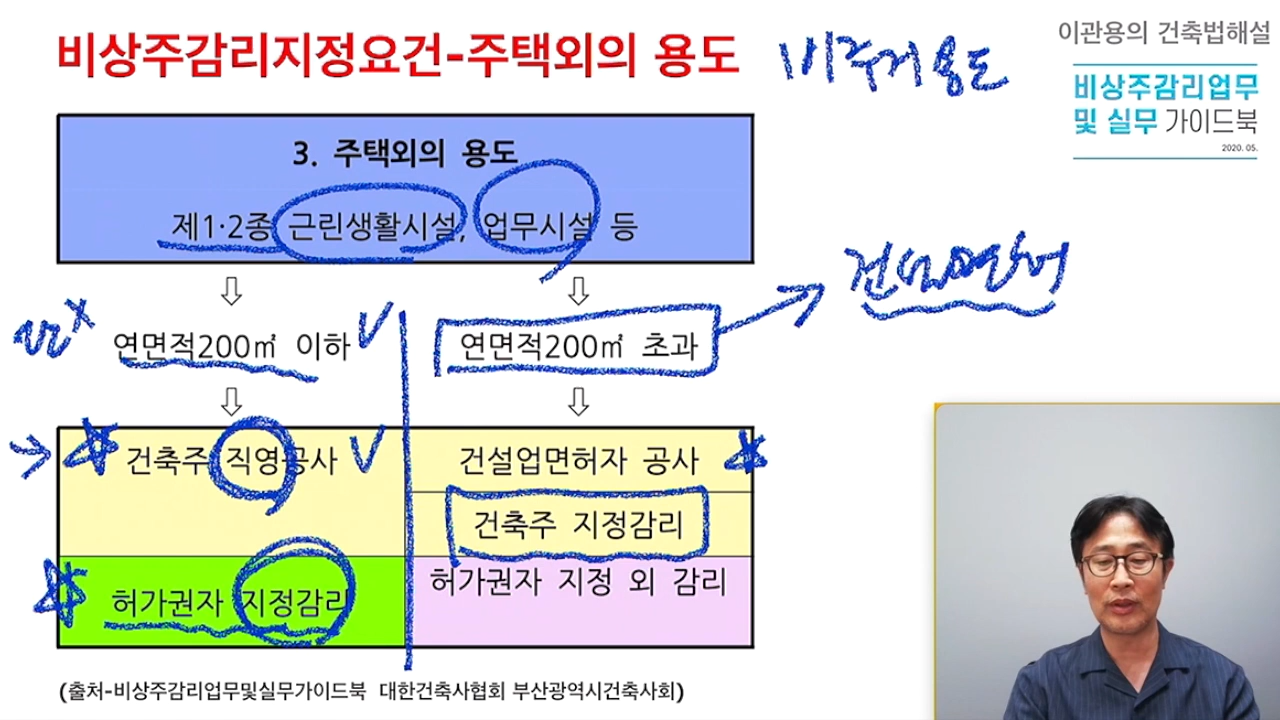 비상주감리지정요건-주택외의 용도
비주거용도
이관용의 건축법해설
비상주감리업무
및 실무 가이드북
2020. 05.
3. 주택외의 용도
제1·2종 근린생활시설, 업무시설 등
연면적200㎡ 이하
연면적200㎡ 초과
건축주 직영공사
건설업면허자 공사
건축주 지정감리
허가권자 지정감리
허가권자 지정 외 감리
(출처-비상주감리업무및실무가이드북 대한건축사협회 부산광역시건축사회)